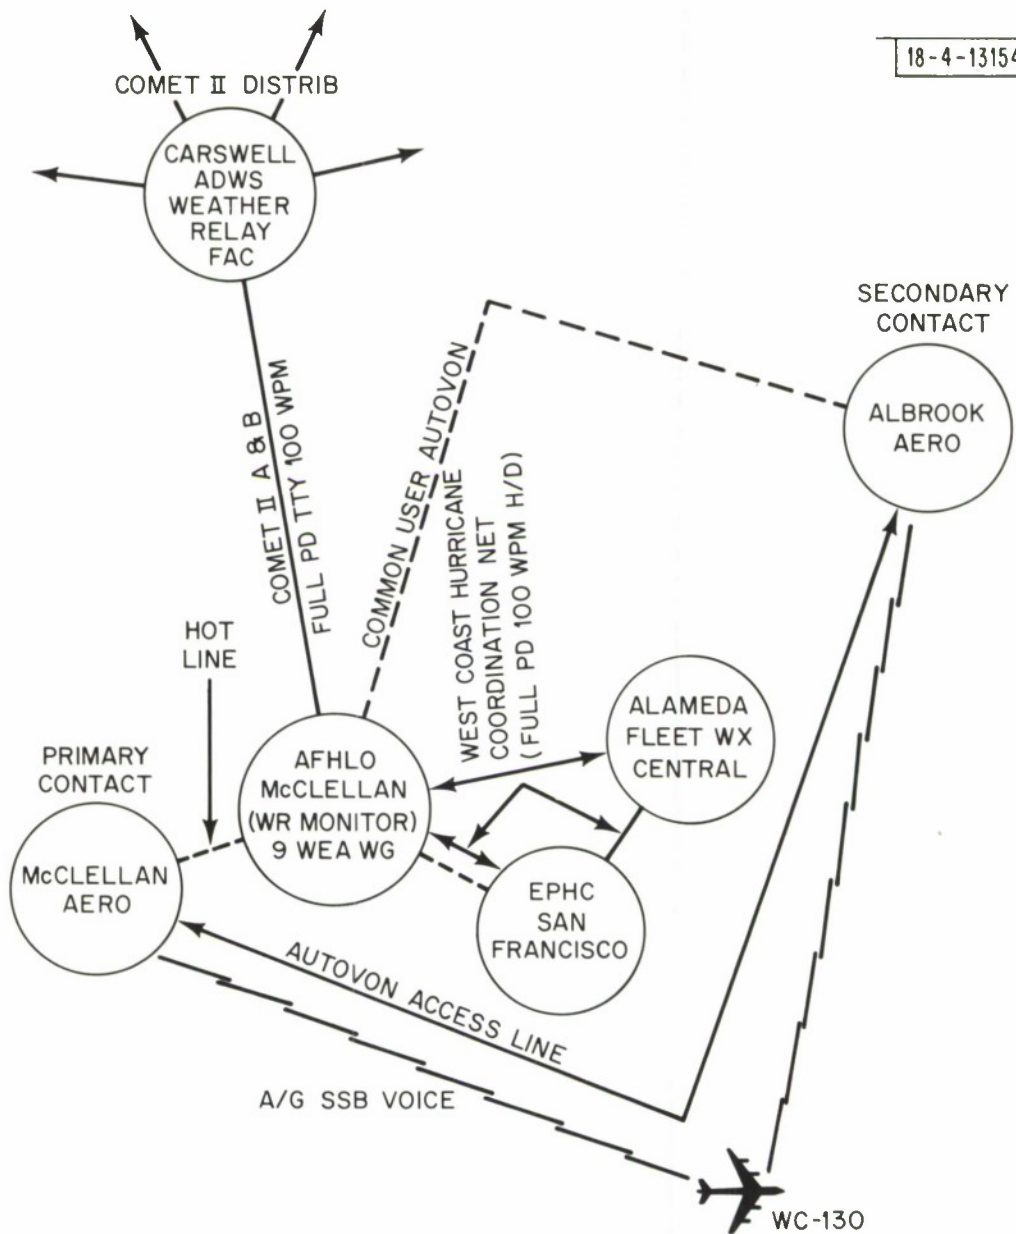 18-4-13154
COMET II DISTRIB
CARSWELL
ADWS
WEATHER
RELAY
FAC
SECONDARY
CONTACT
ALBROOK
AERO
COMET II A & B
FULL PD TTY 100 WPM
COMMON USER AUTOVON
WEST COAST HURRICANE
COORDINATION NET
(FULL PD 100 WPM H/D)
HOT
LINE
PRIMARY
CONTACT
McCLELLAN
AERO
AFHLO
McCLELLAN
(WR MONITOR)
9 WEA WG
ALAMEDA
FLEET WX
CENTRAL
EPHC
SAN
FRANCISCO
AUTOVON ACCESS LINE
A/G SSB VOICE
WC-130